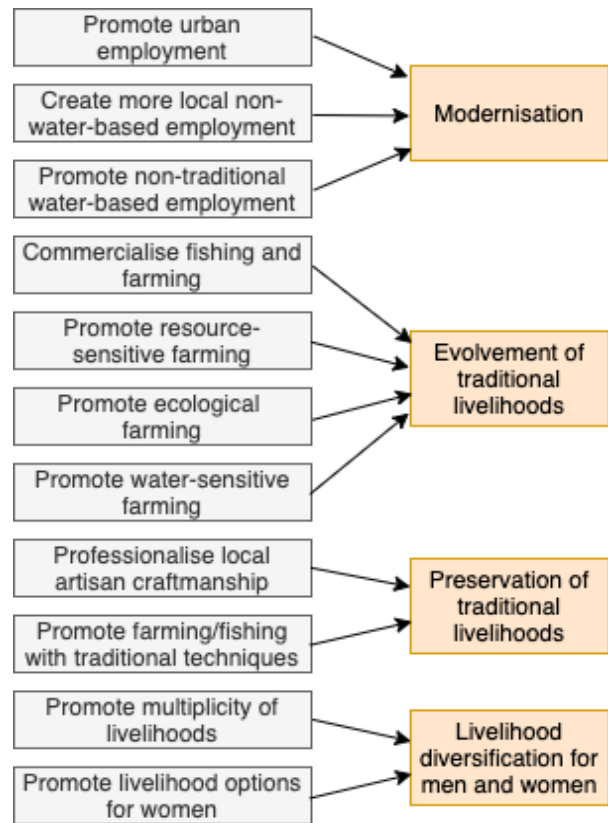 Promote urban
employment
Create more local non-
water-based employment
Promote non-traditional
water-based employment
Modernisation
Commercialise fishing and
farming
Promote resource-
sensitive farming
Promote ecological
farming
Promote water-sensitive
farming
Evolvement of
traditional
livelihoods
Professionalise local
artisan craftmanship
Promote farming/fishing
with traditional techniques
Preservation of
traditional
livelihoods
Promote multiplicity of
livelihoods
Promote livelihood options
for women
Livelihood
diversification for
men and women